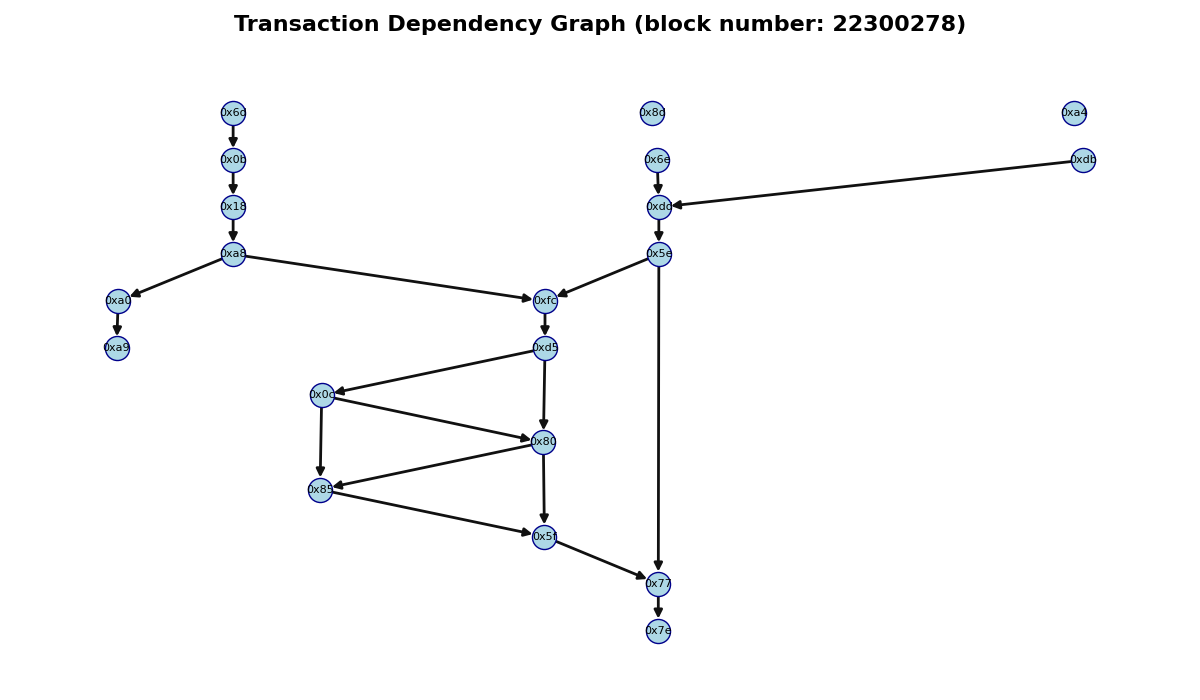 Transaction Dependency Graph (block number: 22300278)
0x6d
0x8d
0xa4
0x0b
0x6e
0xdb
0x18
0xdd
0xa8
0x5e
0xa0
0xfc
0xa9
0xd5
0x0c
0x80
0x85
0x5f
0x77
0x7e